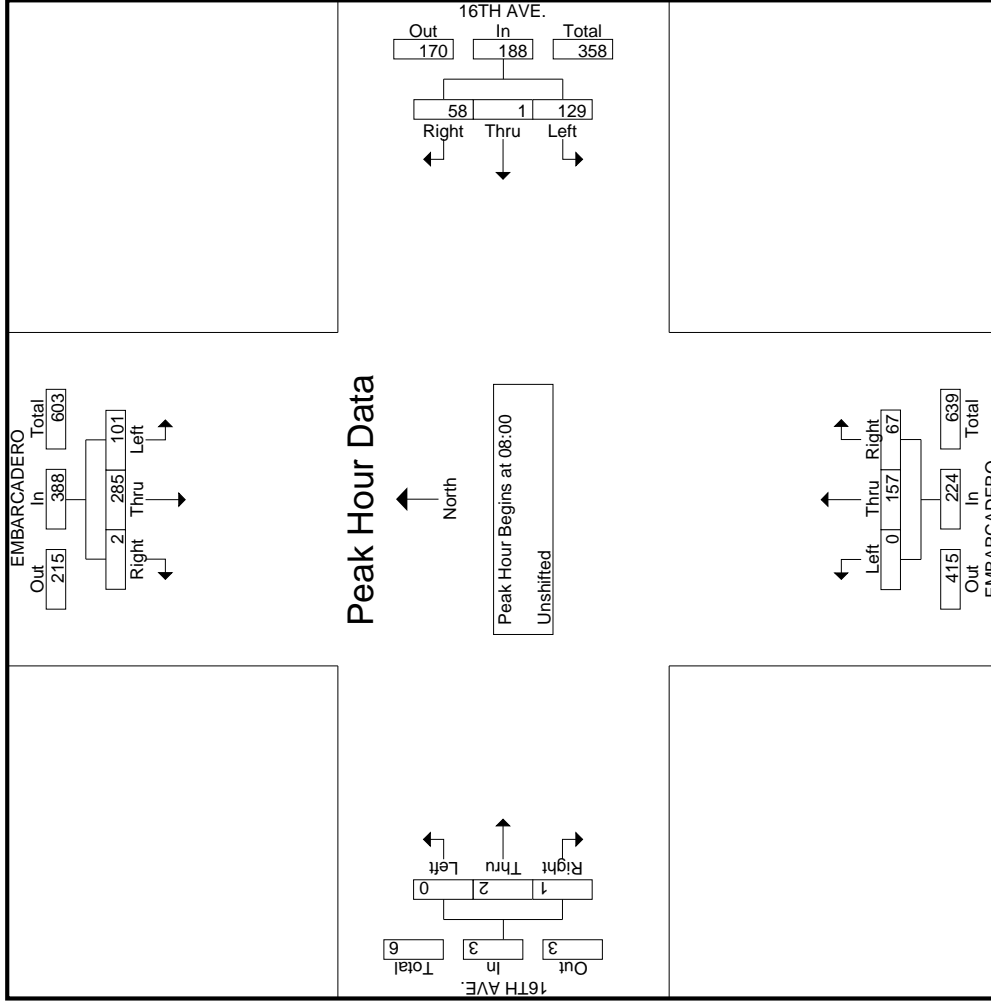 16TH AVE.
Out In Total
170 188 358
58 1 129
Right Thru Left
EMBARCADERO
Out In Total
215 388 603
2 285 101
Right Thru Left
Peak Hour Data
North
Peak Hour Begins at 08:00
Unshifted
Left Thru Right
0 157 67
415 224 639
Out In Total
EMBARCADERO
Left Thru Right
0 2 1
6 3 3
Total In Out
16TH AVE.